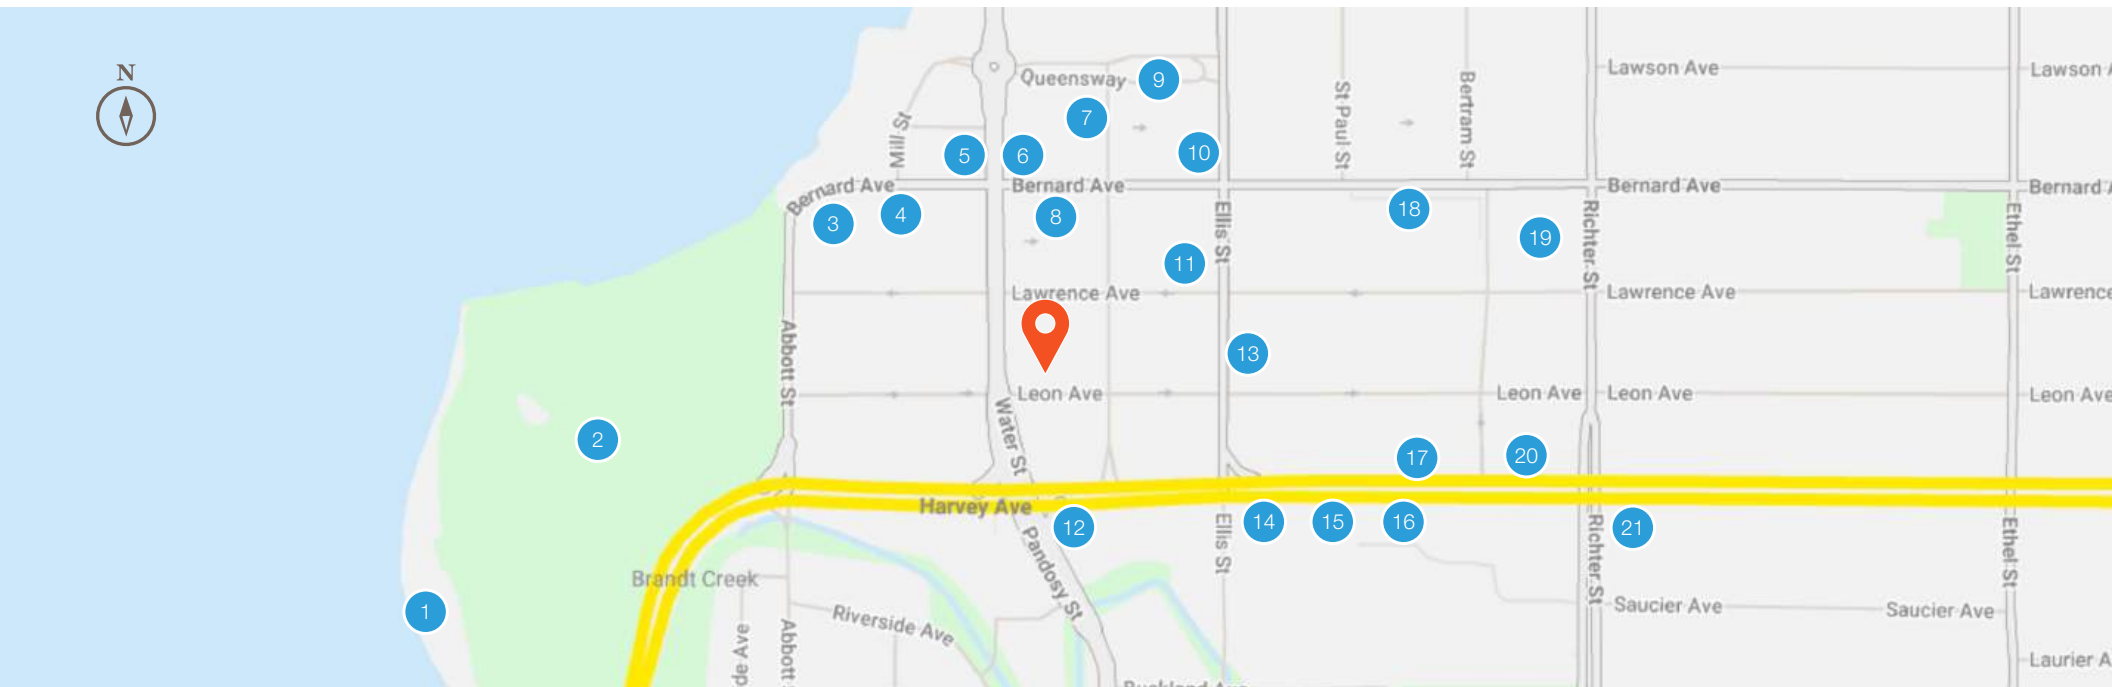 N
Queensway
9
Lawson Ave
Lawson
7
St Paul St
Bertram St
Mill St
5
6
10
Bernard Ave
Bernard Ave
Bernard Ave
Bernard
3
4
8
18
19
Ellis St
Richter St
Ethel St
11
Lawrence Ave
Lawrence Ave
Lawrence
Abbott St
13
Leon Ave
Leon Ave
Leon Ave
Leon Ave
Water St
2
17
20
Harvey Ave
12
14
15
16
21
Ellis St
Richter St
Ethel St
Pandosy St
Brandt Creek
1
Riverside Ave
Saucier Ave
Saucier Ave
Abbott
de Ave
Laurier A